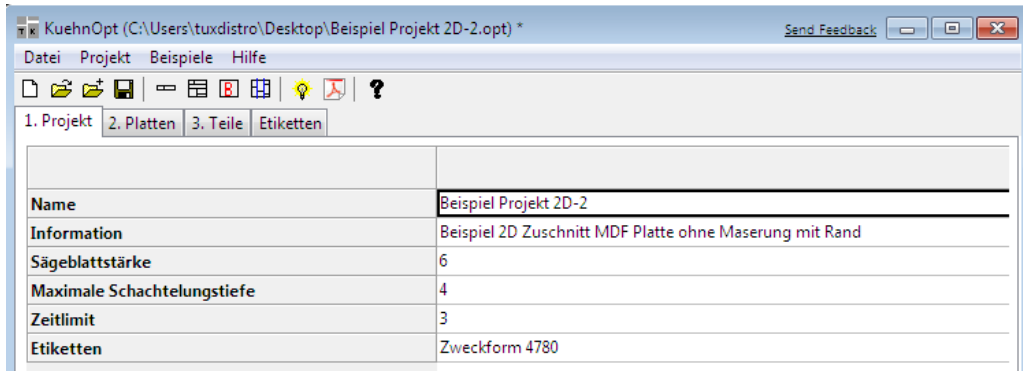 KuehnOpt (C:\Users\tuxdistro\Desktop\Beispiel Projekt 2D-2.opt) * Send Feedback
Datei Projekt Beispiele Hilfe
B ?
1. Projekt 2. Platten 3. Teile Etiketten
Name Beispiel Projekt 2D-2
Information Beispiel 2D Zuschnitt MDF Platte ohne Maserung mit Rand
Sägeblattstärke 6
Maximale Schachtelungstiefe 4
Zeitlimit 3
Etiketten Zweckform 4780